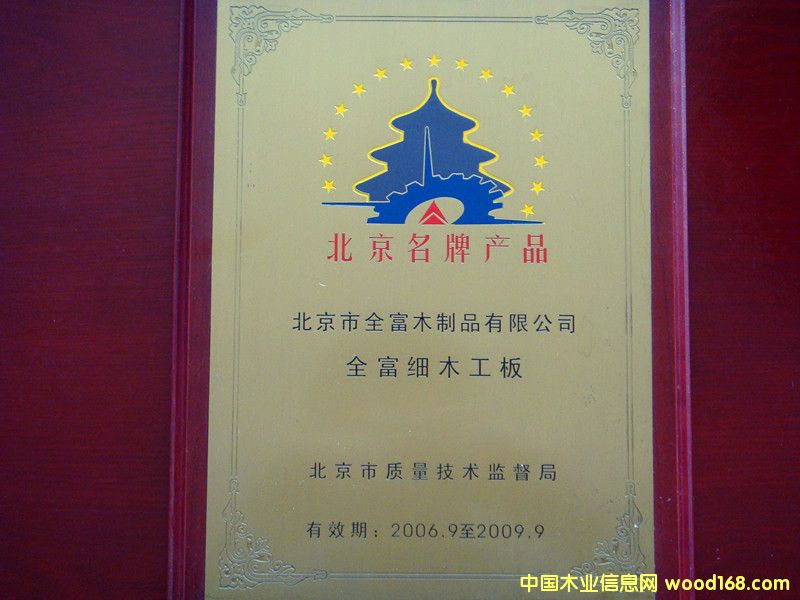 北京名牌产品
北京市全富木制品有限公司
全富细木工板
北京市质量技术监督局
有效期：2006.9至2009.9
中国木业信息网 wood168.com